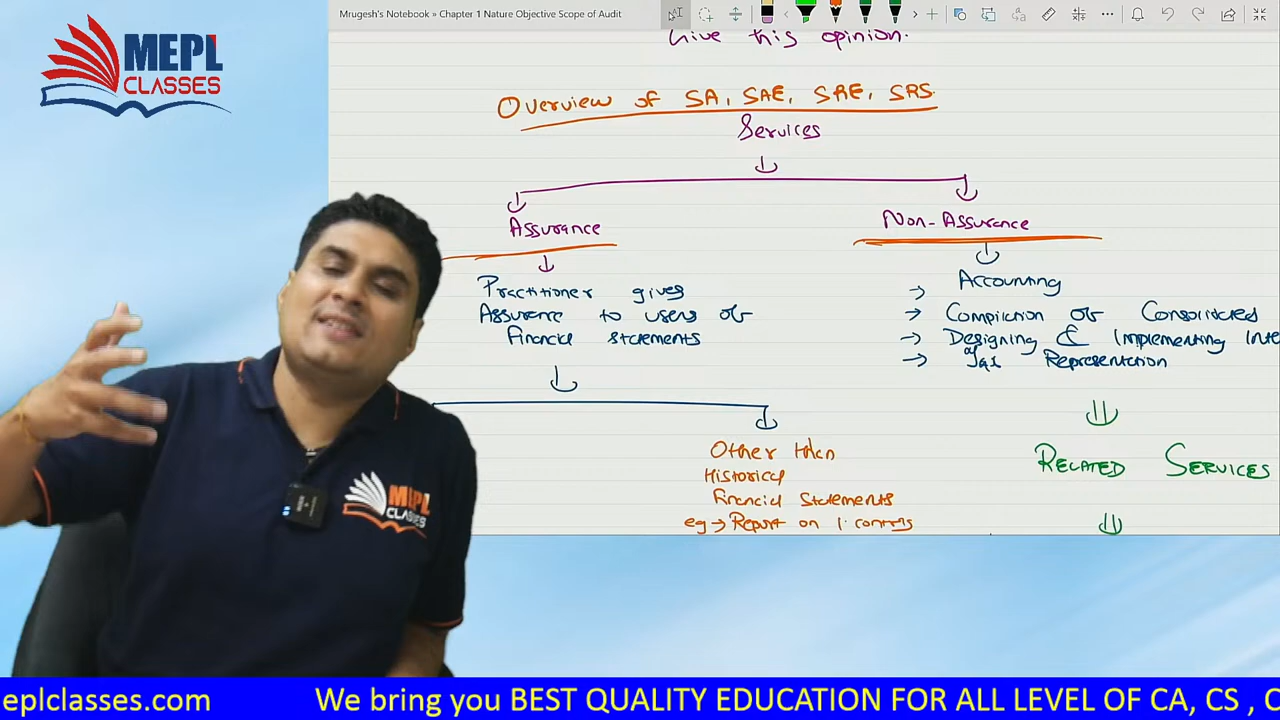 Mrugesh's Notebook » Chapter 1 Nature Objective Scope of Audit
MEPL
CLASSES
Give this opinion.
Overview of SA, SAE, SRE, SRS.
Services
Assurance
Non-Assurance
Practitioner gives
Assurance to users of
Financial statements
Accounting
→ Compilation of Consolidated
→ Designing & Implementing Inte
→ Representation
Other than
Historical
Financial Statements
eg → Report on I. controls
RELATED SERVICES
MEPL
CLASSES
eplclasses.com We bring you BEST QUALITY EDUCATION FOR ALL LEVEL OF CA, CS , C